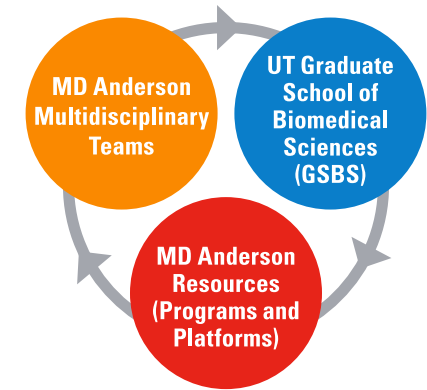 MD Anderson
Multidisciplinary
Teams
UT Graduate
School of
Biomedical
Sciences
(GSBS)
MD Anderson
Resources
(Programs and
Platforms)